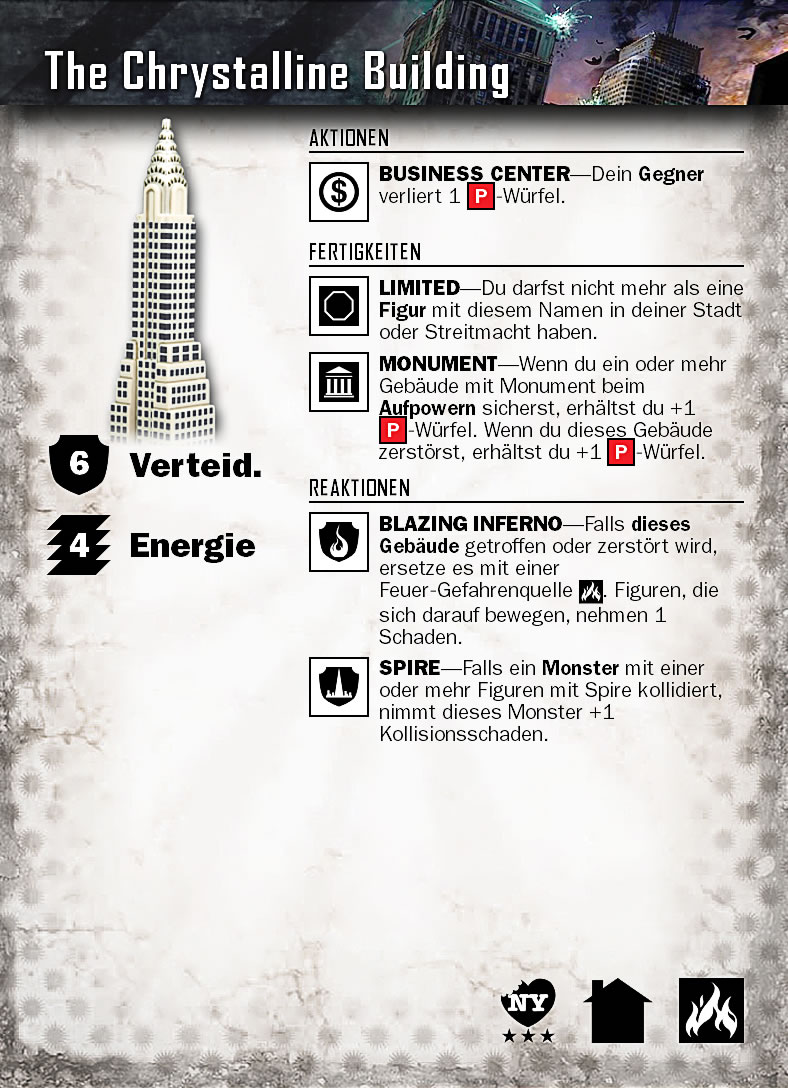 The Chrystalline Building
AKTIONEN
BUSINESS CENTER—Dein Gegner
verliert 1 P-Würfel.
FERTIGKEITEN
LIMITED—Du darfst nicht mehr als eine
Figur mit diesem Namen in deiner Stadt
oder Streitmacht haben.
MONUMENT—Wenn du ein oder mehr
Gebäude mit Monument beim
Aufpowern sicherst, erhältst du +1
P-Würfel. Wenn du dieses Gebäude
zerstörst, erhältst du +1 P-Würfel.
REAKTIONEN
BLAZING INFERNO—Falls dieses
Gebäude getroffen oder zerstört wird,
ersetze es mit einer
Feuer-Gefahrenquelle . Figuren, die
sich darauf bewegen, nehmen 1
Schaden.
SPIRE—Falls ein Monster mit einer
oder mehr Figuren mit Spire kollidiert,
nimmt dieses Monster +1
Kollisionsschaden.
6 Verteid.
4 Energie
NY